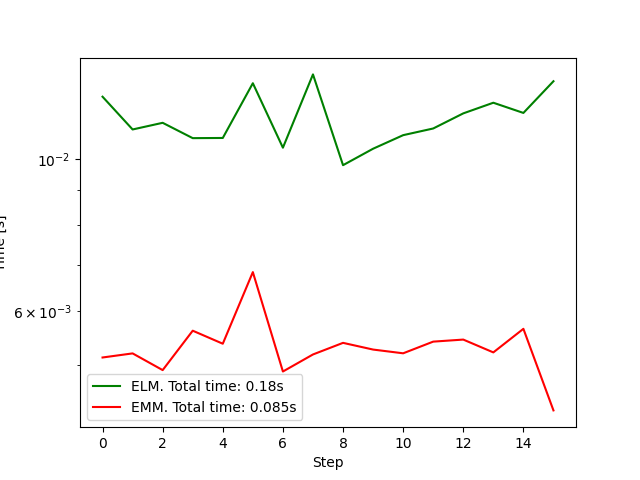 10⁻²
6 × 10⁻³
Time [s]
ELM. Total time: 0.18s
EMM. Total time: 0.085s
0 2 4 6 8 10 12 14
Step